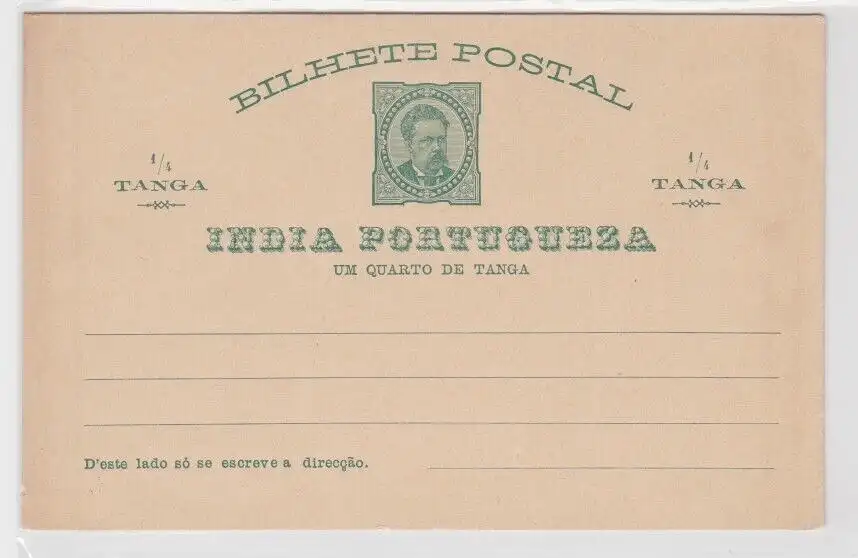 BILHETE POSTAL
1/4 TANGA
1/4 TANGA
INDIA PORTUGUEZA
UM QUARTO DE TANGA
D'este lado só se escreve a direcção.